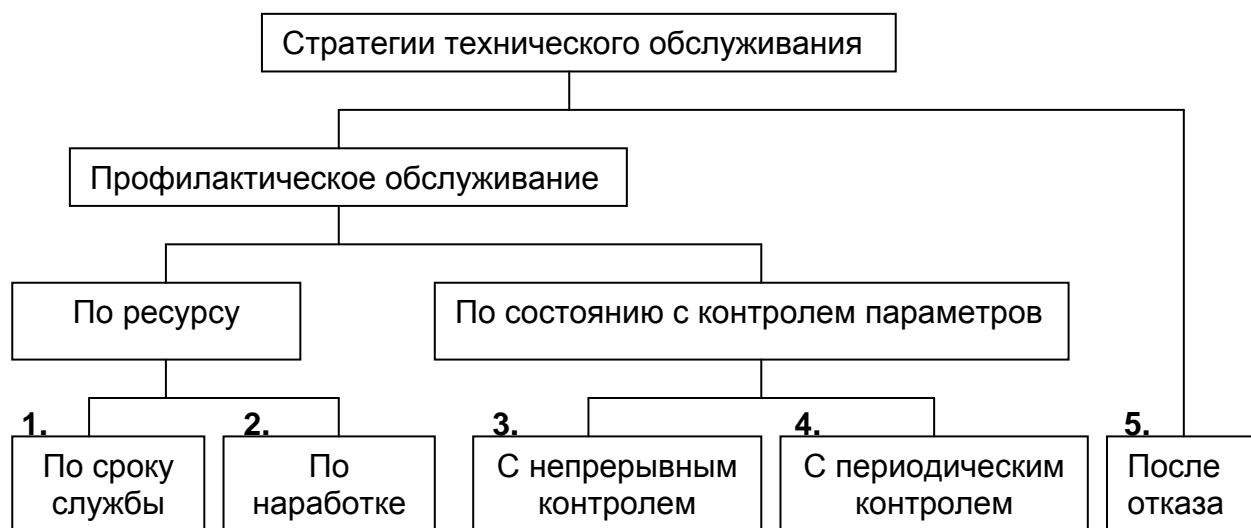 Стратегии технического обслуживания
Профилактическое обслуживание
По ресурсу
По состоянию с контролем параметров
1.
По сроку
службы
2.
По
наработке
3.
С непрерывным
контролем
4.
С периодическим
контролем
5.
После
отказа